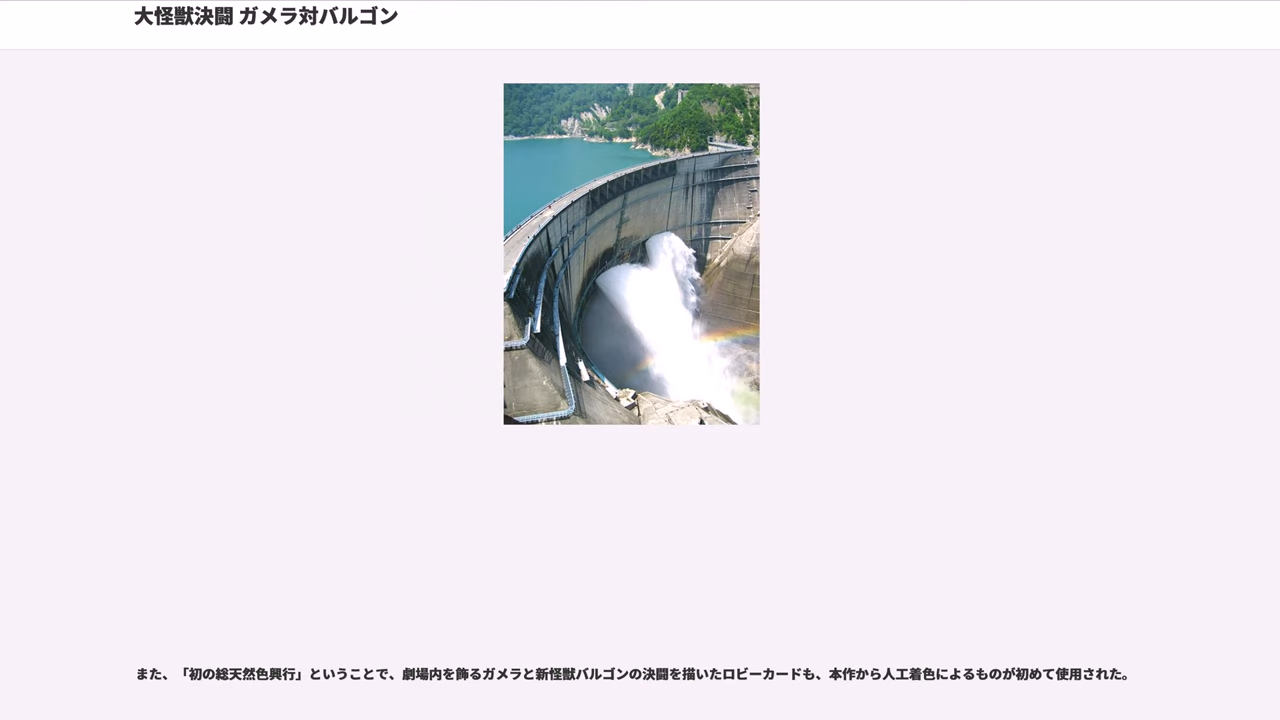 大怪獣決闘 ガメラ対バルゴン
また、「初の総天然色興行」ということで、劇場内を飾るガメラと新怪獣バルゴンの決闘を描いたロビーカードも、本作から人工着色によるものが初めて使用された。